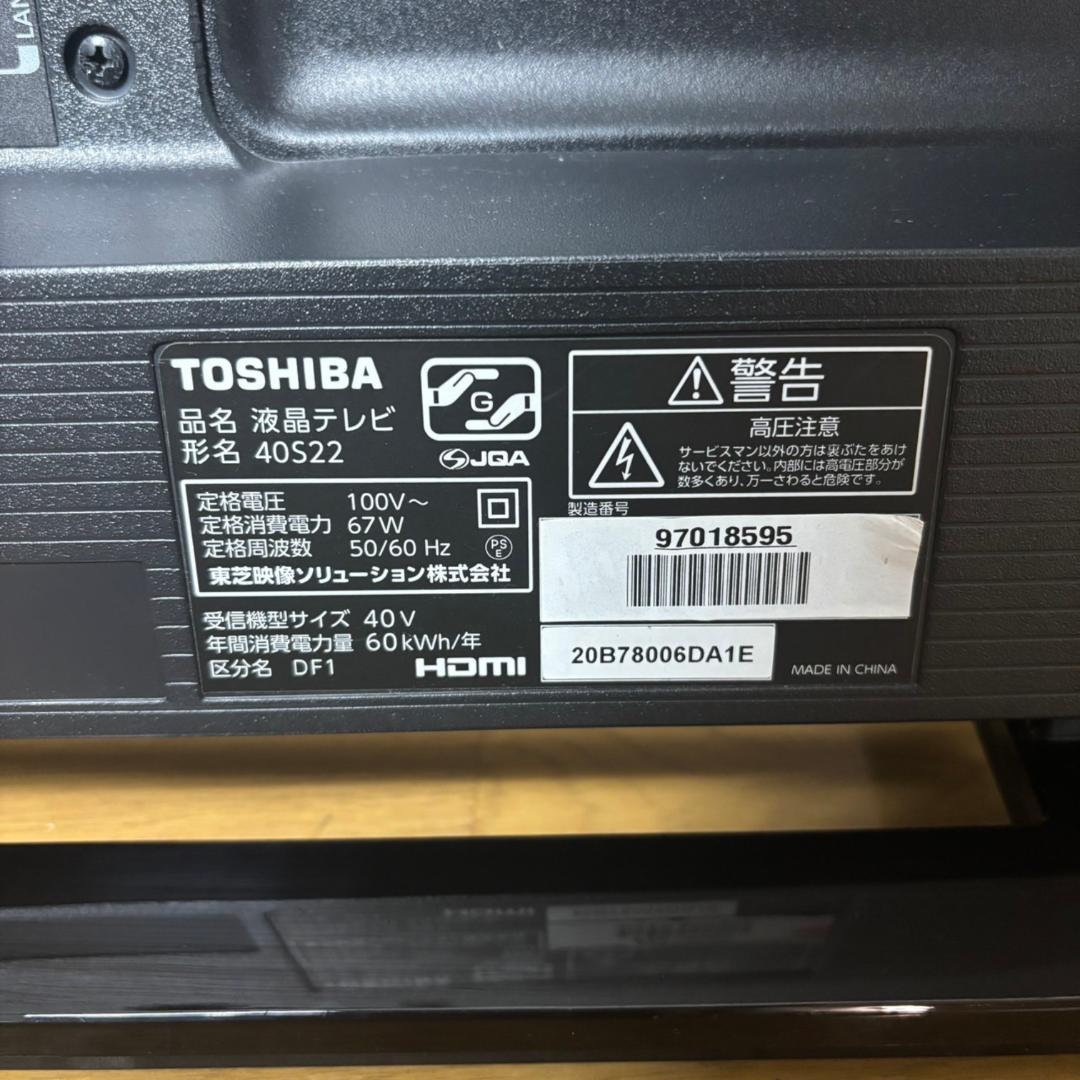 LAN
TOSHIBA
品名 液晶テレビ
形名 40S22
G
JQA
定格電圧 100V～
定格消費電力 67W
定格周波数 50/60 Hz
PS
E
東芝映像ソリューション株式会社
受信機型サイズ 40V
年間消費電力量 60kWh/年
区分名 DF1
HDMI
警告
高圧注意
サービスマン以外の方は裏ぶたをあけ
ないでください。内部には高電圧部分が
数多くあり、万一さわると危険です。
製造番号
97018595
20B78006DA1E
MADE IN CHINA